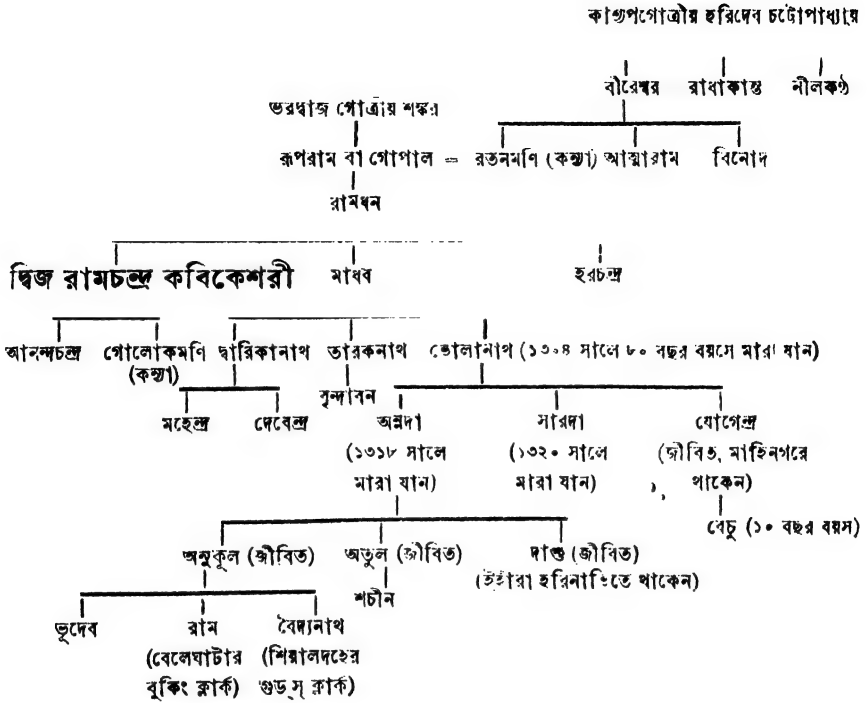 কাশ্যপগোত্রীয় হরিদেব চট্টোপাধ্যায়
বীরেশ্বর রাধাকান্ত নীলকণ্ঠ
ভরদ্বাজ গোত্রীয় শঙ্কর
রূপরাম বা গোপাল = রতনমণি (কন্যা) আত্মারাম বিনোদ
রামধন
দ্বিজ রামচন্দ্র কবিকেশরী মাধব হরচন্দ্র
আনন্দচন্দ্র গোলোকমণি দ্বারিকানাথ তারকনাথ ভোলানাথ (১৩০৪ সালে ৮০ বছর বয়সে মারা যান)
(কন্যা)
বৃন্দাবন
মহেন্দ্র দেবেন্দ্র অন্নদা সারদা যোগেন্দ্র
(১৩১৮ সালে (১৩২০ সালে (জীবিত, মাহিনগরে
মারা যান) মারা যান) থাকেন)
বেচু (১০ বছর বয়স)
অনুকূল (জীবিত) অতুল (জীবিত) দাশু (জীবিত)
(ইহারা হরিনাভিতে থাকেন)
শচীন
ভূদেব রাম বৈদ্যনাথ
(বেলেঘাটার (শিয়ালদহের
বুকিং ক্লার্ক) গুড্‌স্ ক্লার্ক)